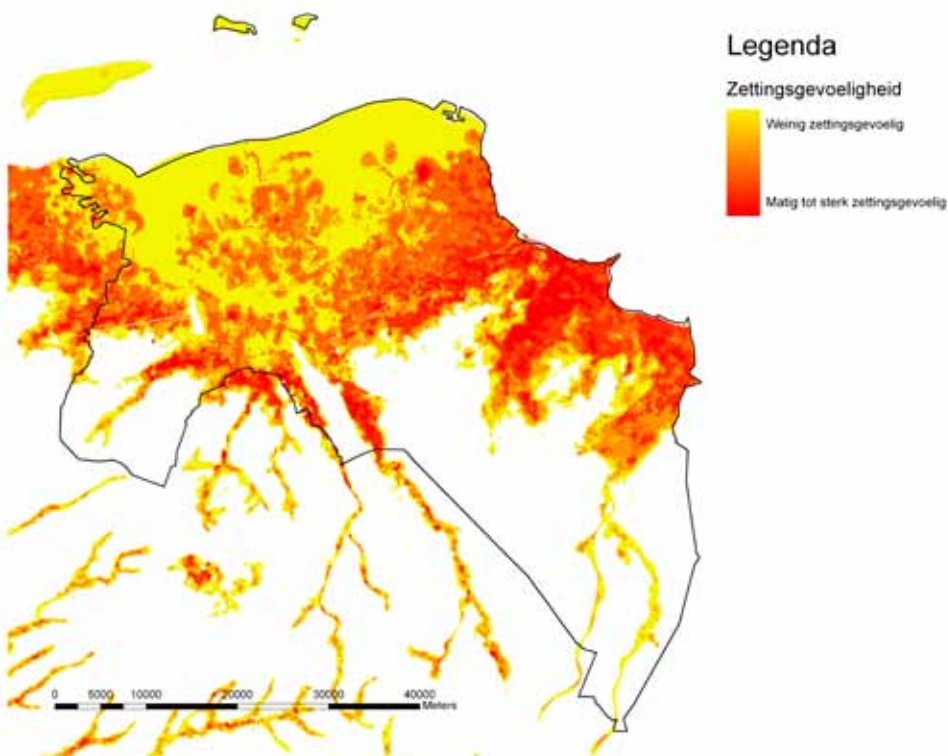 Legenda
Zettingsgevoeligheid
Weinig zettingsgevoelig
Matig tot sterk zettingsgevoelig
0 5000 10000 20000 30000 40000
Meters